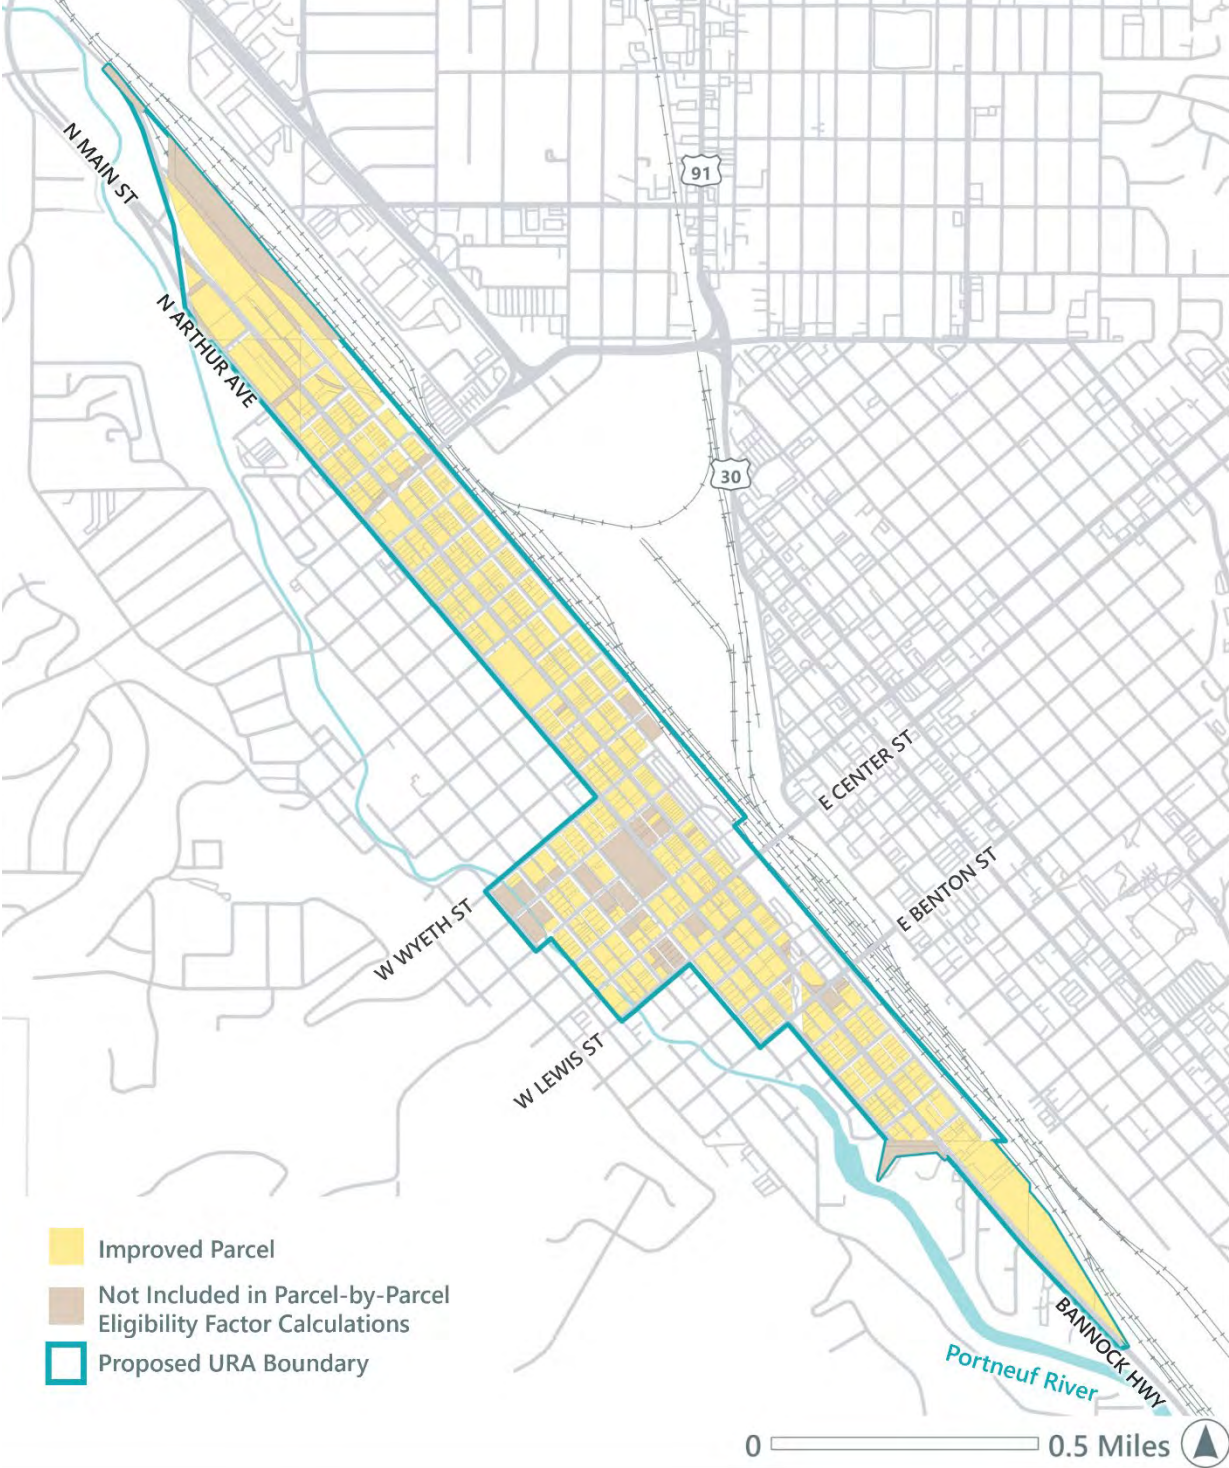 N MAIN ST
91
N ARTHUR AVE
30
E CENTER ST
E BENTON ST
W WYETH ST
W LEWIS ST
Improved Parcel
Not Included in Parcel-by-Parcel
Eligibility Factor Calculations
Proposed URA Boundary
BANNOCK HWY
Portneuf River
0 0.5 Miles